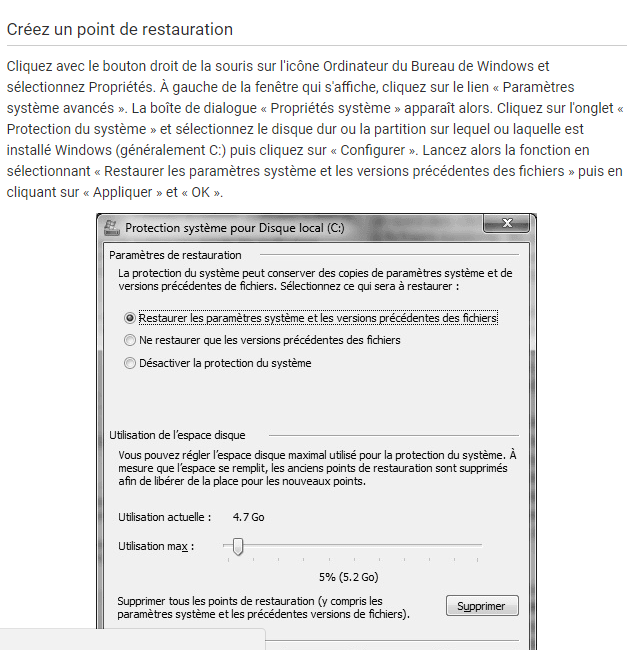 Créez un point de restauration
Cliquez avec le bouton droit de la souris sur l'icône Ordinateur du Bureau de Windows et
sélectionnez Propriétés. À gauche de la fenêtre qui s'affiche, cliquez sur le lien « Paramètres
système avancés ». La boîte de dialogue « Propriétés système » apparaît alors. Cliquez sur l'onglet «
Protection du système » et sélectionnez le disque dur ou la partition sur lequel ou laquelle est
installé Windows (généralement C:) puis cliquez sur « Configurer ». Lancez alors la fonction en
sélectionnant « Restaurer les paramètres système et les versions précédentes des fichiers » puis en
cliquant sur « Appliquer » et « OK ».
Protection système pour Disque local (C:)
Paramètres de restauration
La protection du système peut conserver des copies de paramètres système et de
versions précédentes de fichiers. Sélectionnez ce qui sera à restaurer :
Restaurer les paramètres système et les versions précédentes des fichiers
Ne restaurer que les versions précédentes des fichiers
Désactiver la protection du système
Utilisation de l'espace disque
Vous pouvez régler l'espace disque maximal utilisé pour la protection du système. À
mesure que l'espace se remplit, les anciens points de restauration sont supprimés
afin de libérer de la place pour les nouveaux points.
Utilisation actuelle : 4.7 Go
Utilisation max :
5% (5.2 Go)
Supprimer tous les points de restauration (y compris les
paramètres système et les précédentes versions de fichiers).
Supprimer